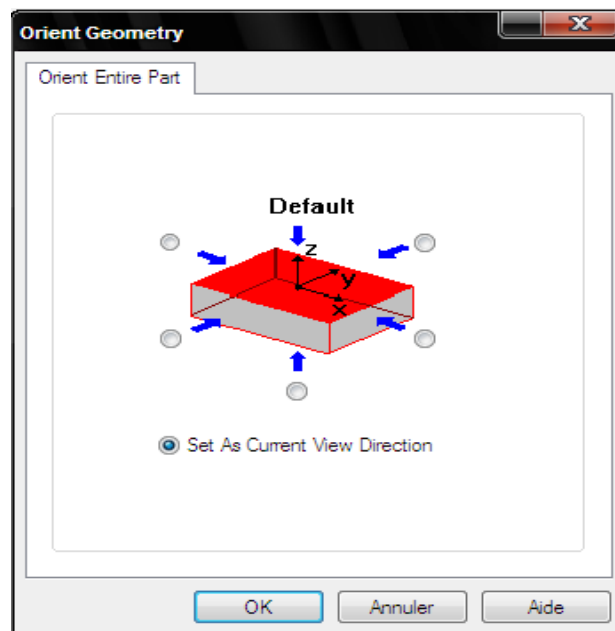 Orient Geometry
Orient Entire Part
Default
z
y
x
Set As Current View Direction
OK Annuler Aide